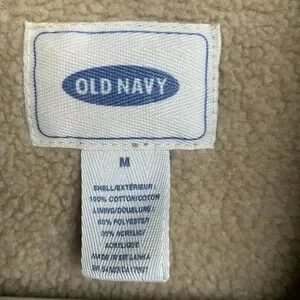 OLD NAVY
M
SHELL/EXTÉRIEUR:
100% COTTON/COTON
LINING/DOUBLURE:
65% POLYESTER
35% ACRYLIC/
ACRYLIQUE
MADE IN SRI LANKA